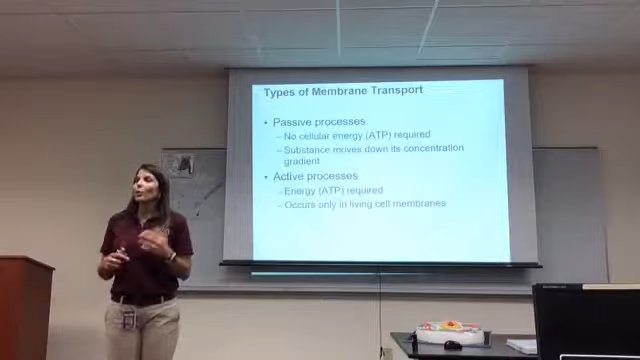 Types of Membrane Transport
• Passive processes
– No cellular energy (ATP) required
– Substance moves down its concentration
gradient
• Active processes
– Energy (ATP) required
– Occurs only in living cell membranes